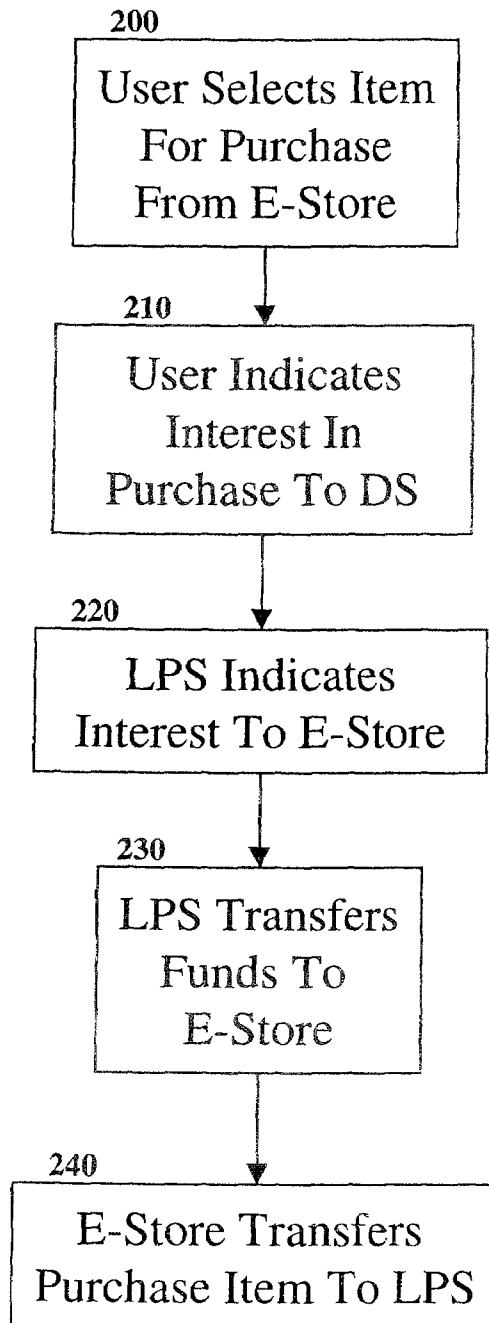 200
User Selects Item
For Purchase
From E-Store
210
User Indicates
Interest In
Purchase To DS
220
LPS Indicates
Interest To E-Store
230
LPS Transfers
Funds To
E-Store
240
E-Store Transfers
Purchase Item To LPS